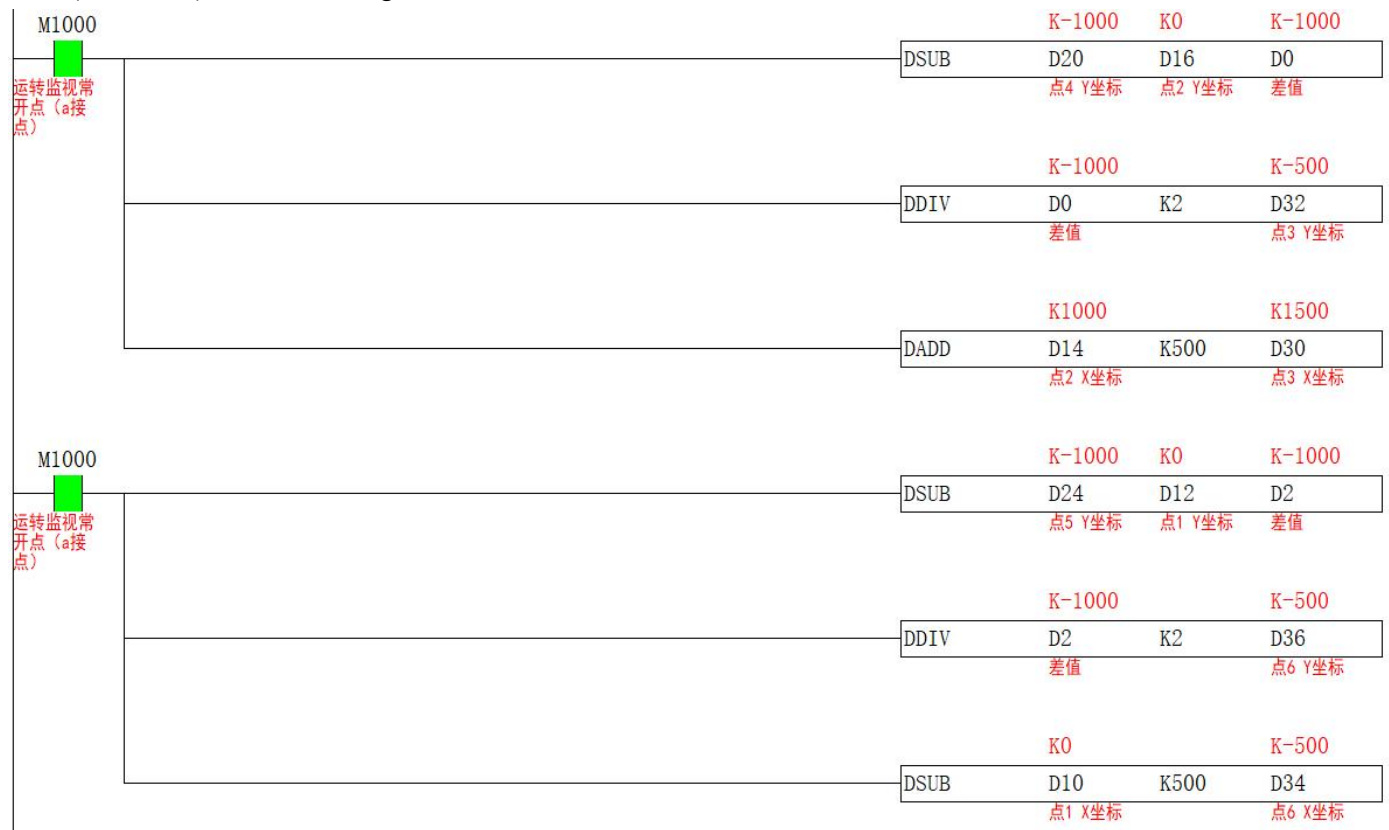 M1000
K-1000 K0 K-1000
DSUB D20 D16 D0
运转监视常
开点（a接
点）
点4 Y坐标 点2 Y坐标 差值
K-1000 K-500
DDIV D0 K2 D32
差值 点3 Y坐标
K1000 K1500
DADD D14 K500 D30
点2 X坐标 点3 X坐标
M1000
K-1000 K0 K-1000
DSUB D24 D12 D2
运转监视常
开点（a接
点）
点5 Y坐标 点1 Y坐标 差值
K-1000 K-500
DDIV D2 K2 D36
差值 点6 Y坐标
K0 K-500
DSUB D10 K500 D34
点1 X坐标 点6 X坐标